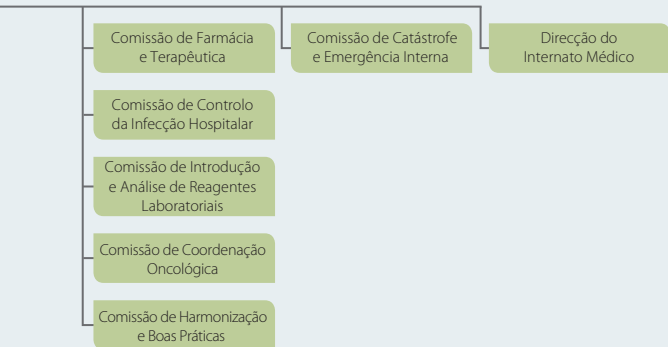 Comissão de Farmácia
e Terapêutica
Comissão de Catástrofe
e Emergência Interna
Direcção do
Internato Médico
Comissão de Controlo
da Infecção Hospitalar
Comissão de Introdução
e Análise de Reagentes
Laboratoriais
Comissão de Coordenação
Oncológica
Comissão de Harmonização
e Boas Práticas